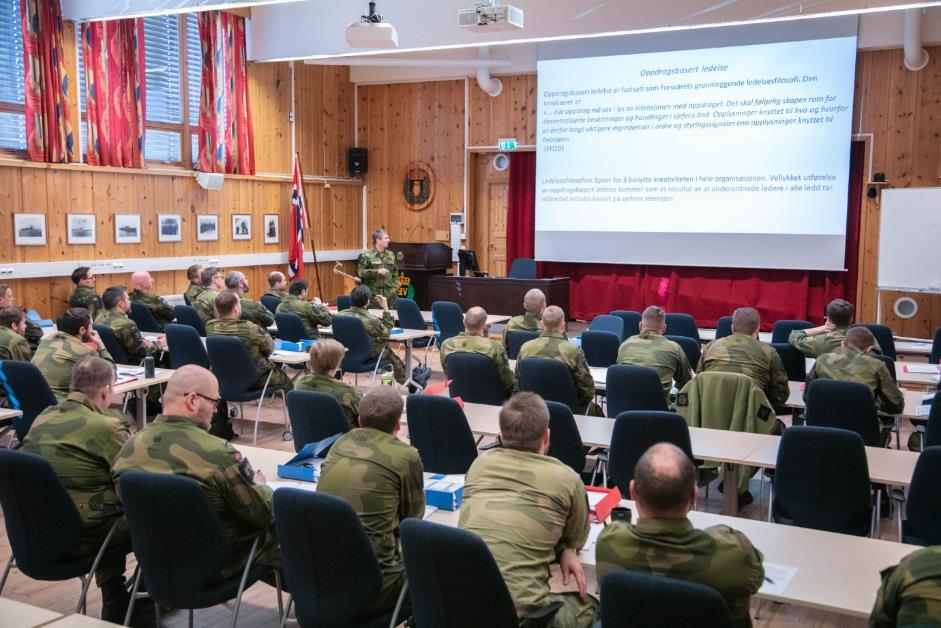 Oppdragsbasert ledelse
Oppdragsbasert ledelse er fastsatt som Forsvarets grunnleggende ledelsesfilosofi. Den
innebærer at
«... alle oppdrag må ses i lys av intensjonen med oppdraget. Det skal følgelig skapes rom for
desentraliserte beslutninger og handlinger i sjefens ånd. Opplysninger knyttet til hva og hvorfor
er derfor langt viktigere ingredienser i ordre og styringssignaler enn opplysninger knyttet til
hvordan»
(FFOD)
Ledelsesfilosofien åpner for å benytte kreativiteten i hele organisasjonen. Vellykket utførelse
av oppdragsbasert ledelse kommer som et resultat av at underordnede ledere i alle ledd tar
målrettet initiativ basert på sjefens intensjon.